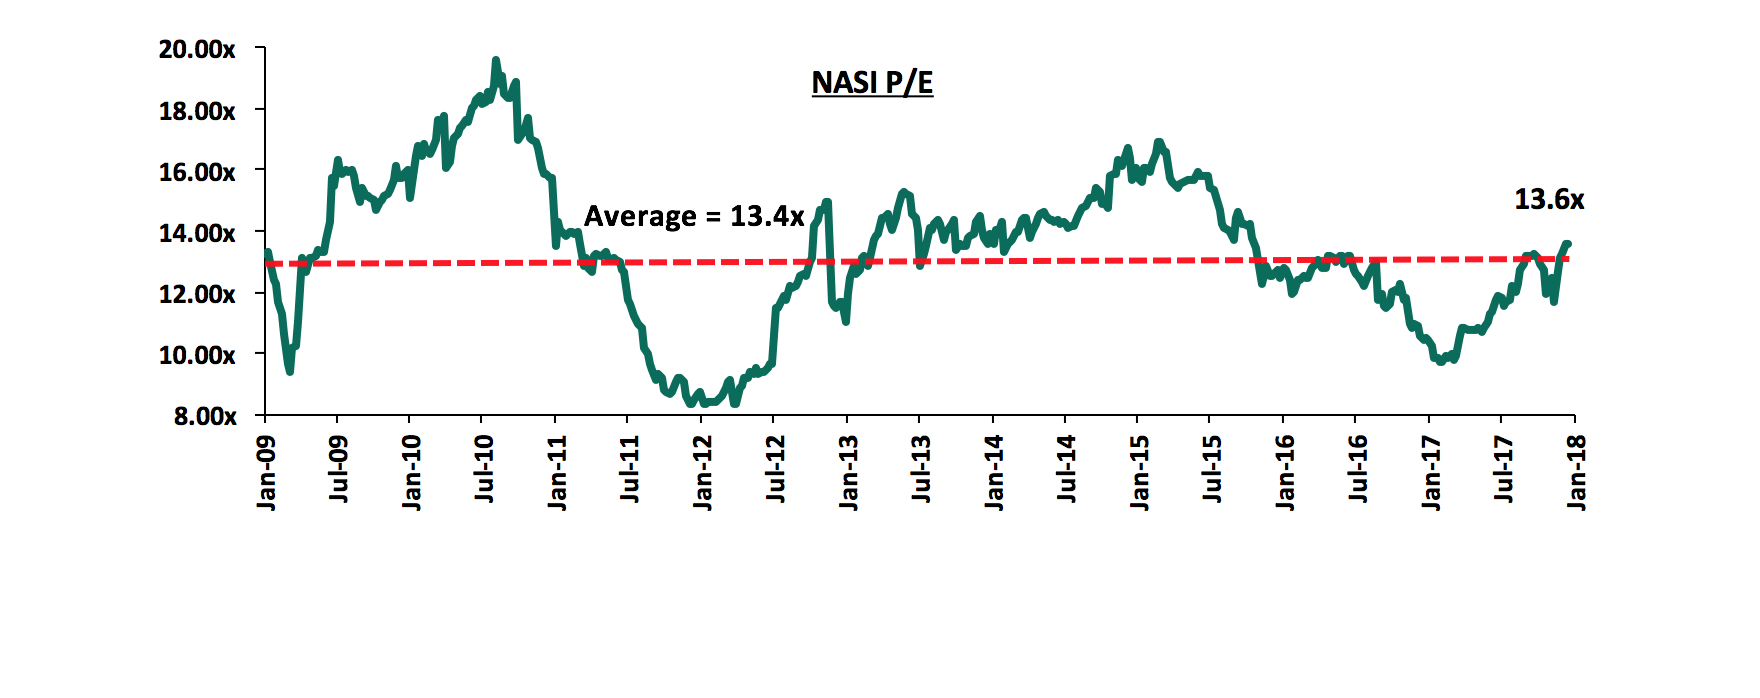 NASI P/E
20.00x
18.00x
16.00x
14.00x
12.00x
10.00x
8.00x
Average = 13.4x
13.6x
Jan-09
Jul-09
Jan-10
Jul-10
Jan-11
Jul-11
Jan-12
Jul-12
Jan-13
Jul-13
Jan-14
Jul-14
Jan-15
Jul-15
Jan-16
Jul-16
Jan-17
Jul-17
Jan-18